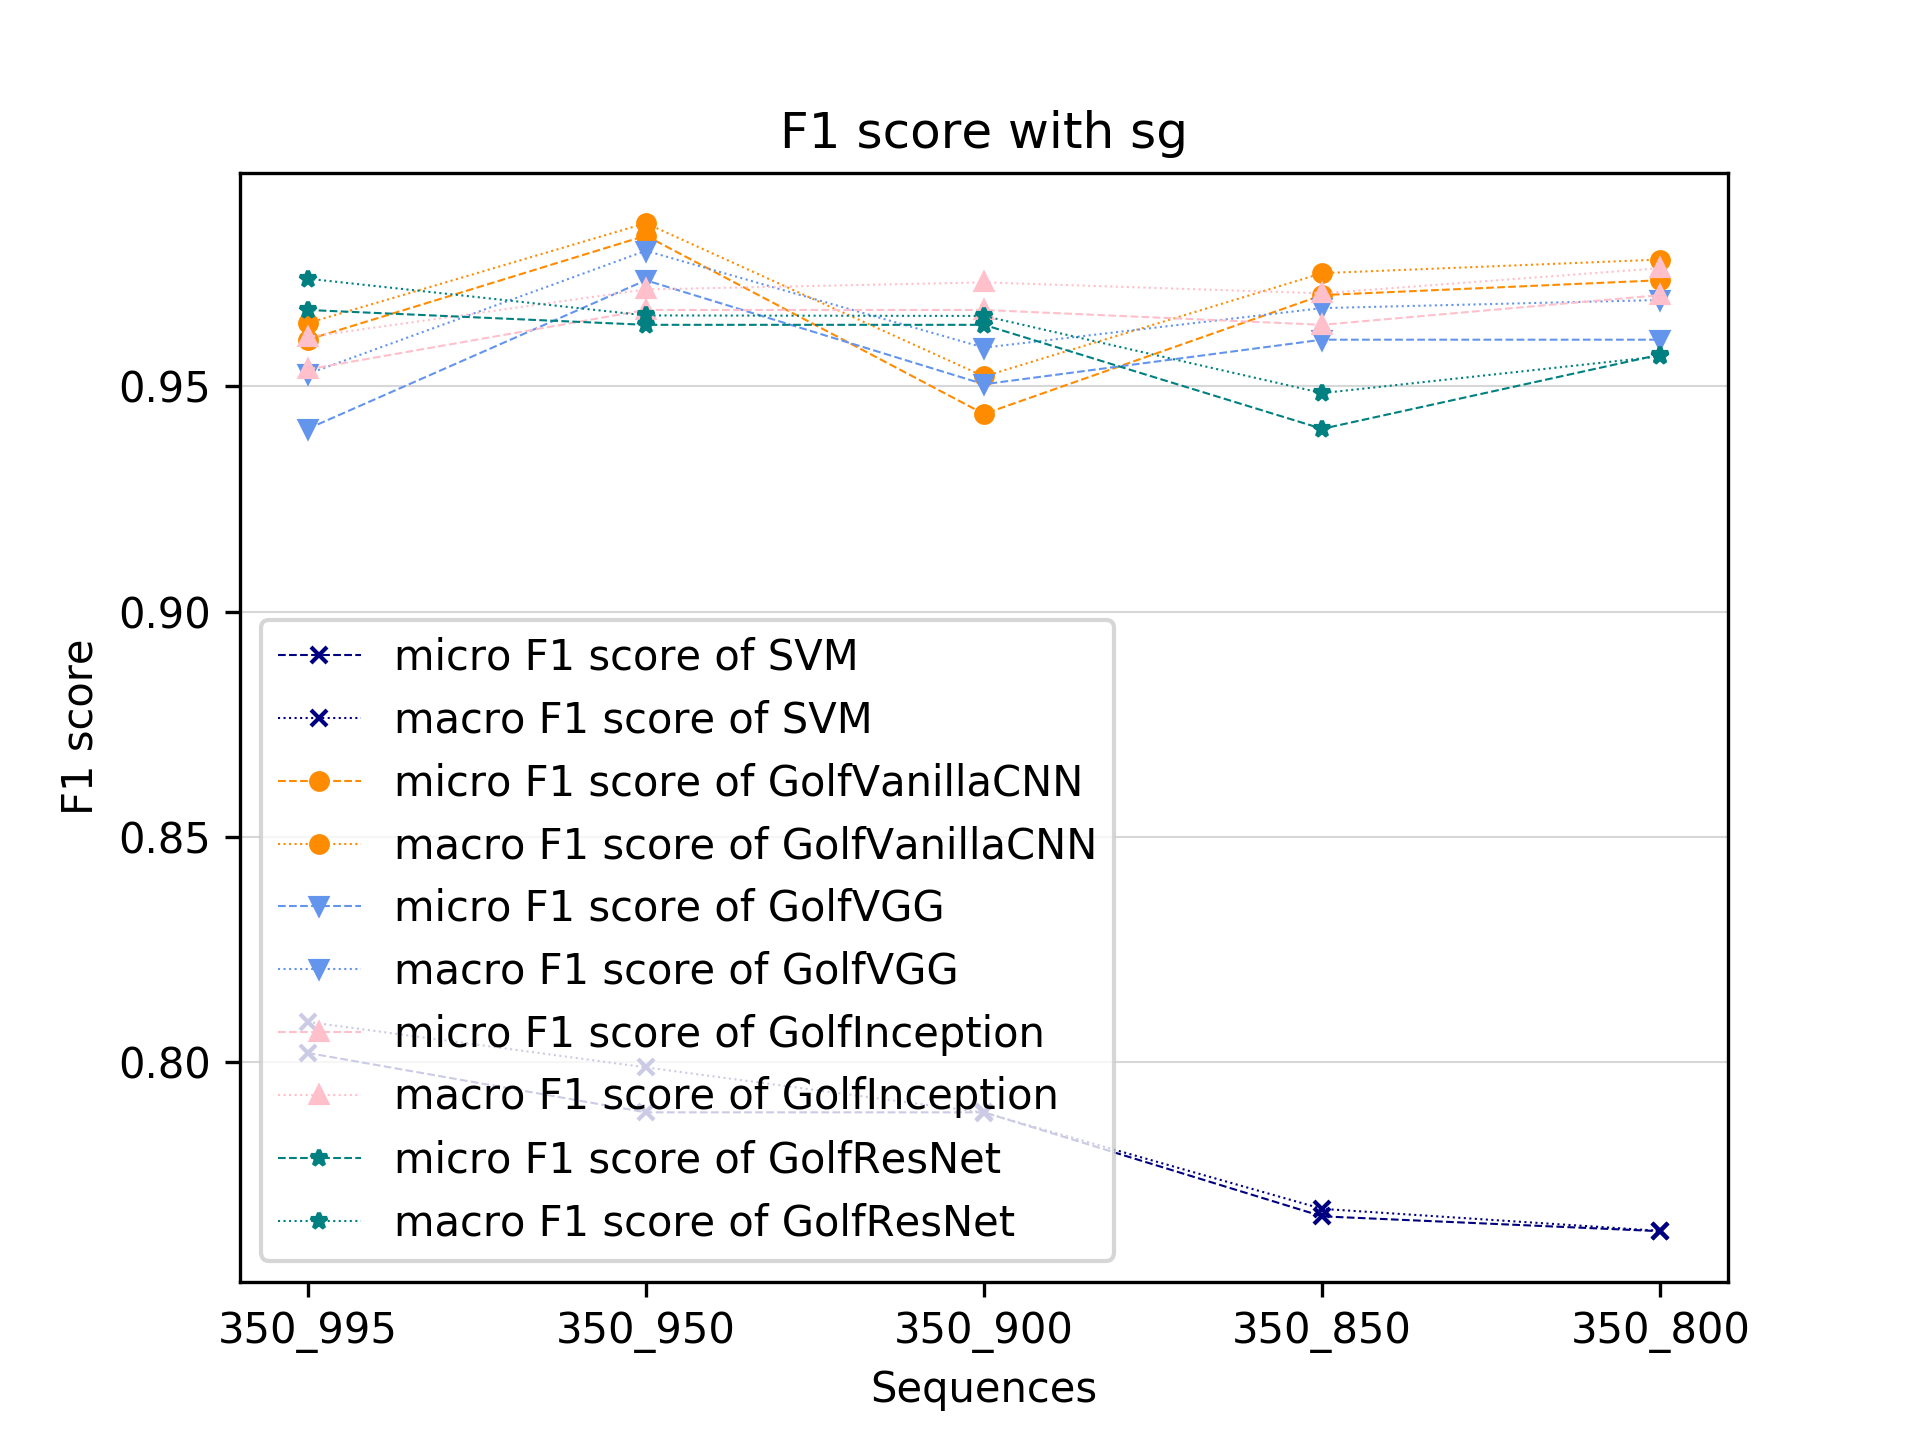 F1 score with sg
0.95
0.90
0.85
0.80
F1 score
micro F1 score of SVM
macro F1 score of SVM
micro F1 score of GolfVanillaCNN
macro F1 score of GolfVanillaCNN
micro F1 score of GolfVGG
macro F1 score of GolfVGG
micro F1 score of GolfInception
macro F1 score of GolfInception
micro F1 score of GolfResNet
macro F1 score of GolfResNet
350_995 350_950 350_900 350_850 350_800
Sequences